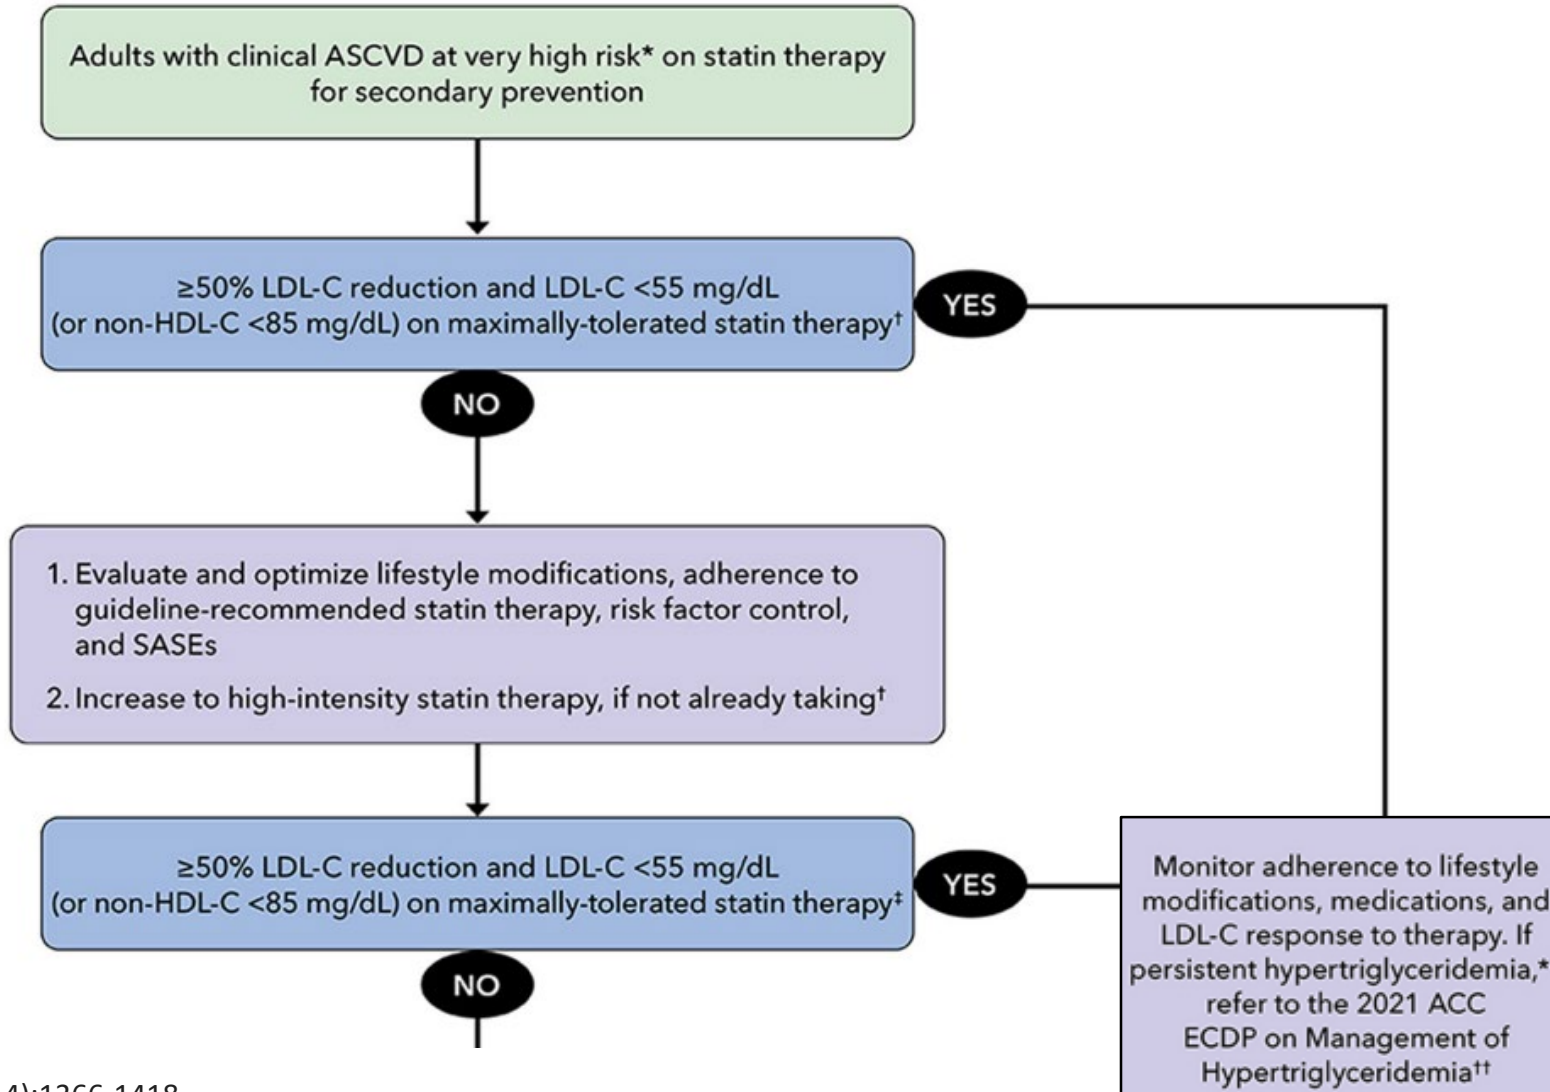 Adults with clinical ASCVD at very high risk* on statin therapy
for secondary prevention
≥50% LDL-C reduction and LDL-C <55 mg/dL
(or non-HDL-C <85 mg/dL) on maximally-tolerated statin therapy†
YES
NO
1. Evaluate and optimize lifestyle modifications, adherence to
guideline-recommended statin therapy, risk factor control,
and SASEs
2. Increase to high-intensity statin therapy, if not already taking†
≥50% LDL-C reduction and LDL-C <55 mg/dL
(or non-HDL-C <85 mg/dL) on maximally-tolerated statin therapy‡
YES
NO
Monitor adherence to lifestyle
modifications, medications, and
LDL-C response to therapy. If
persistent hypertriglyceridemia,*
refer to the 2021 ACC
ECDP on Management of
Hypertriglyceridemia††